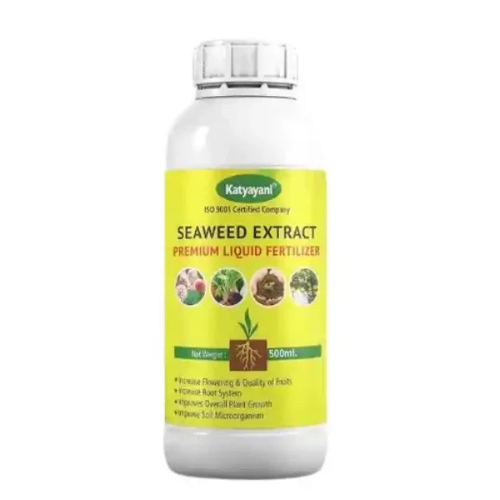 Katyayani
ISO 9001 Certified Company
SEAWEED EXTRACT
PREMIUM LIQUID FERTILIZER
Net Weight : 500ml.
• Increase Flowering & Quality of Fruits
• Increase Root System
• Improves Overall Plant Growth
• Improve Soil Microorganism